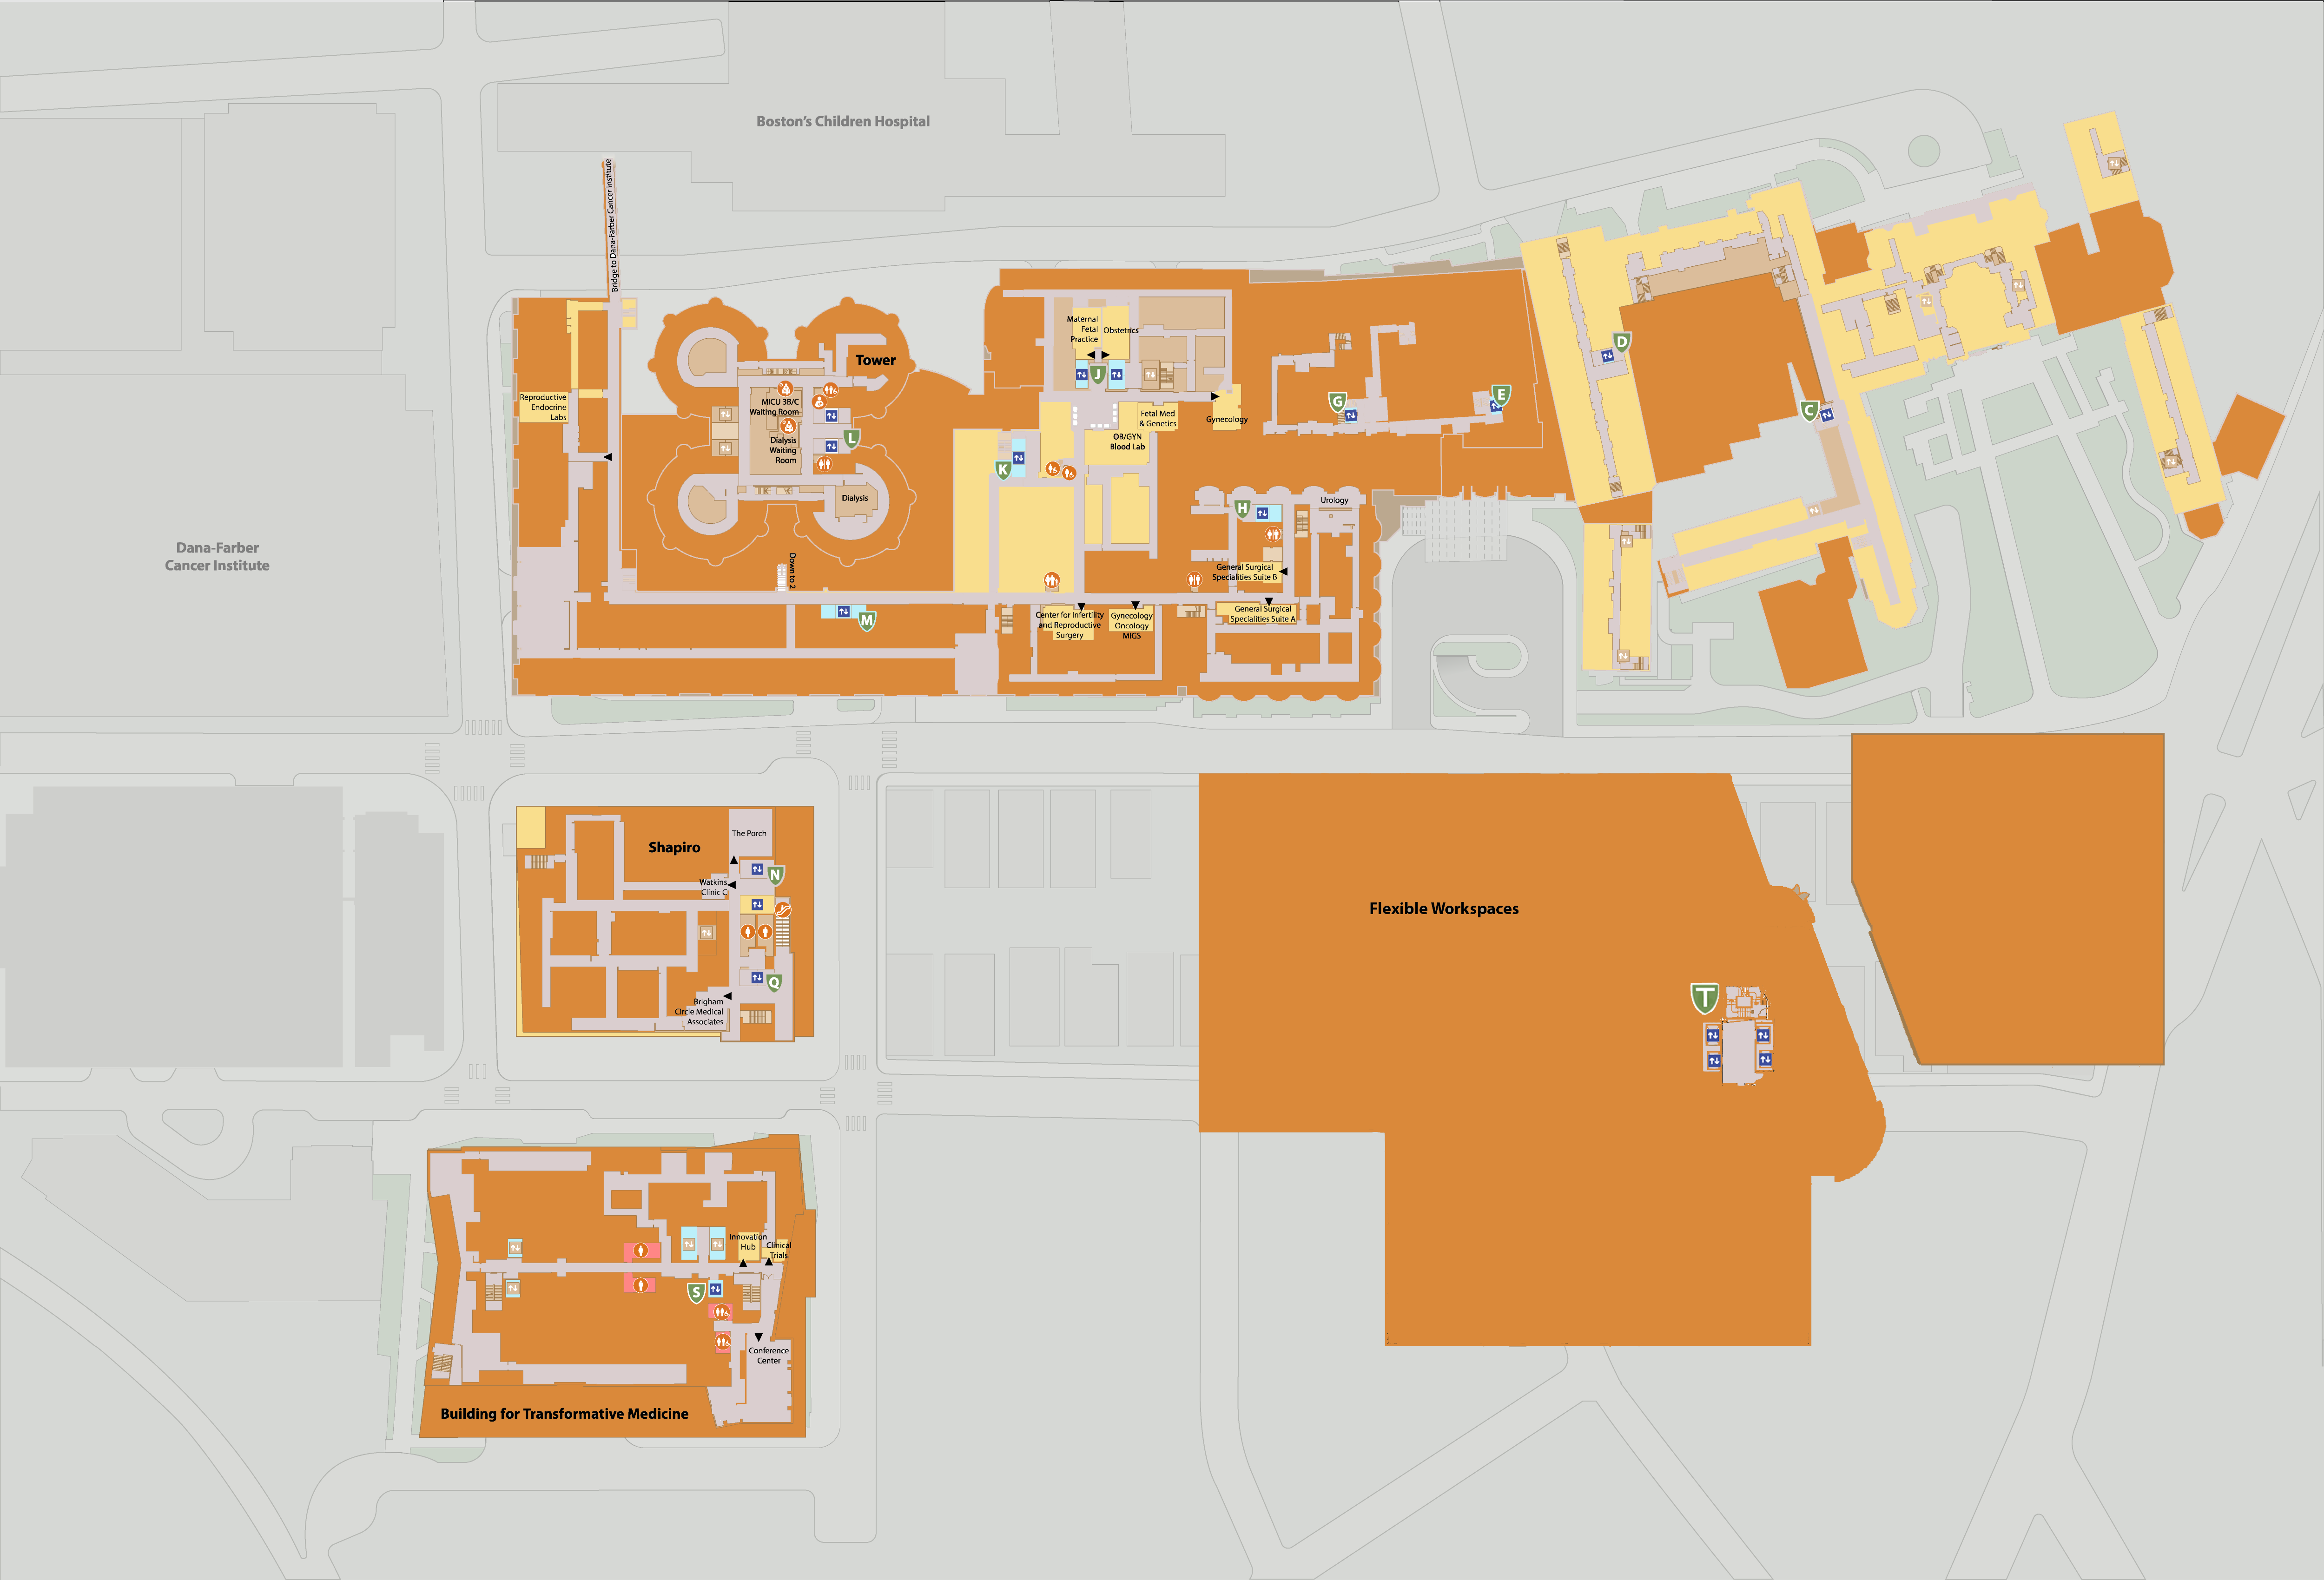 Boston's Children Hospital
Bridge to Dana-Farber Cancer Institute
Maternal
Fetal
Practice
Obstetrics
J
Tower
D
MICU 3B/C
Waiting Room
Reproductive
Endocrine
Labs
Dialysis
Waiting
Room
L
Fetal Med
& Genetics
Gynecology
G
E
C
OB/GYN
Blood Lab
K
Dialysis
H
Urology
Dana-Farber
Cancer Institute
Down to 2
General Surgical
Specialities Suite B
M
Center for Infertility
and Reproductive
Surgery
Gynecology
Oncology
MIGS
General Surgical
Specialities Suite A
The Porch
Shapiro
N
Watkins
Clinic C
Flexible Workspaces
Q
Brigham
Circle Medical
Associates
T
Innovation
Hub
Clinical
Trials
S
Conference
Center
Building for Transformative Medicine